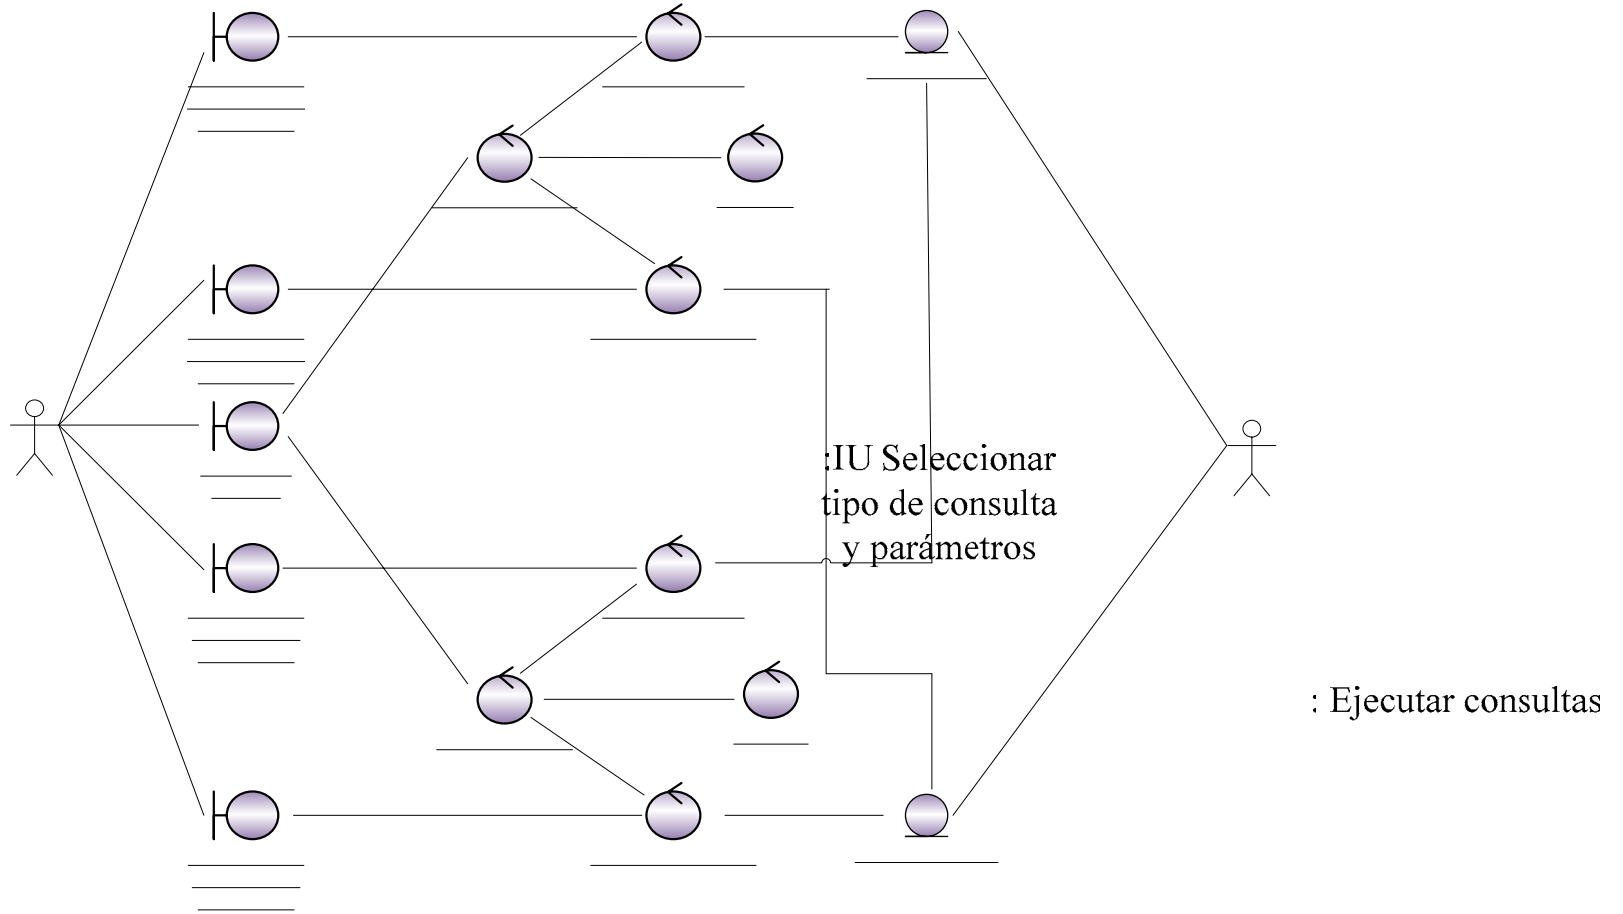 :IU Seleccionar
tipo de consulta
y parámetros
: Ejecutar consultas